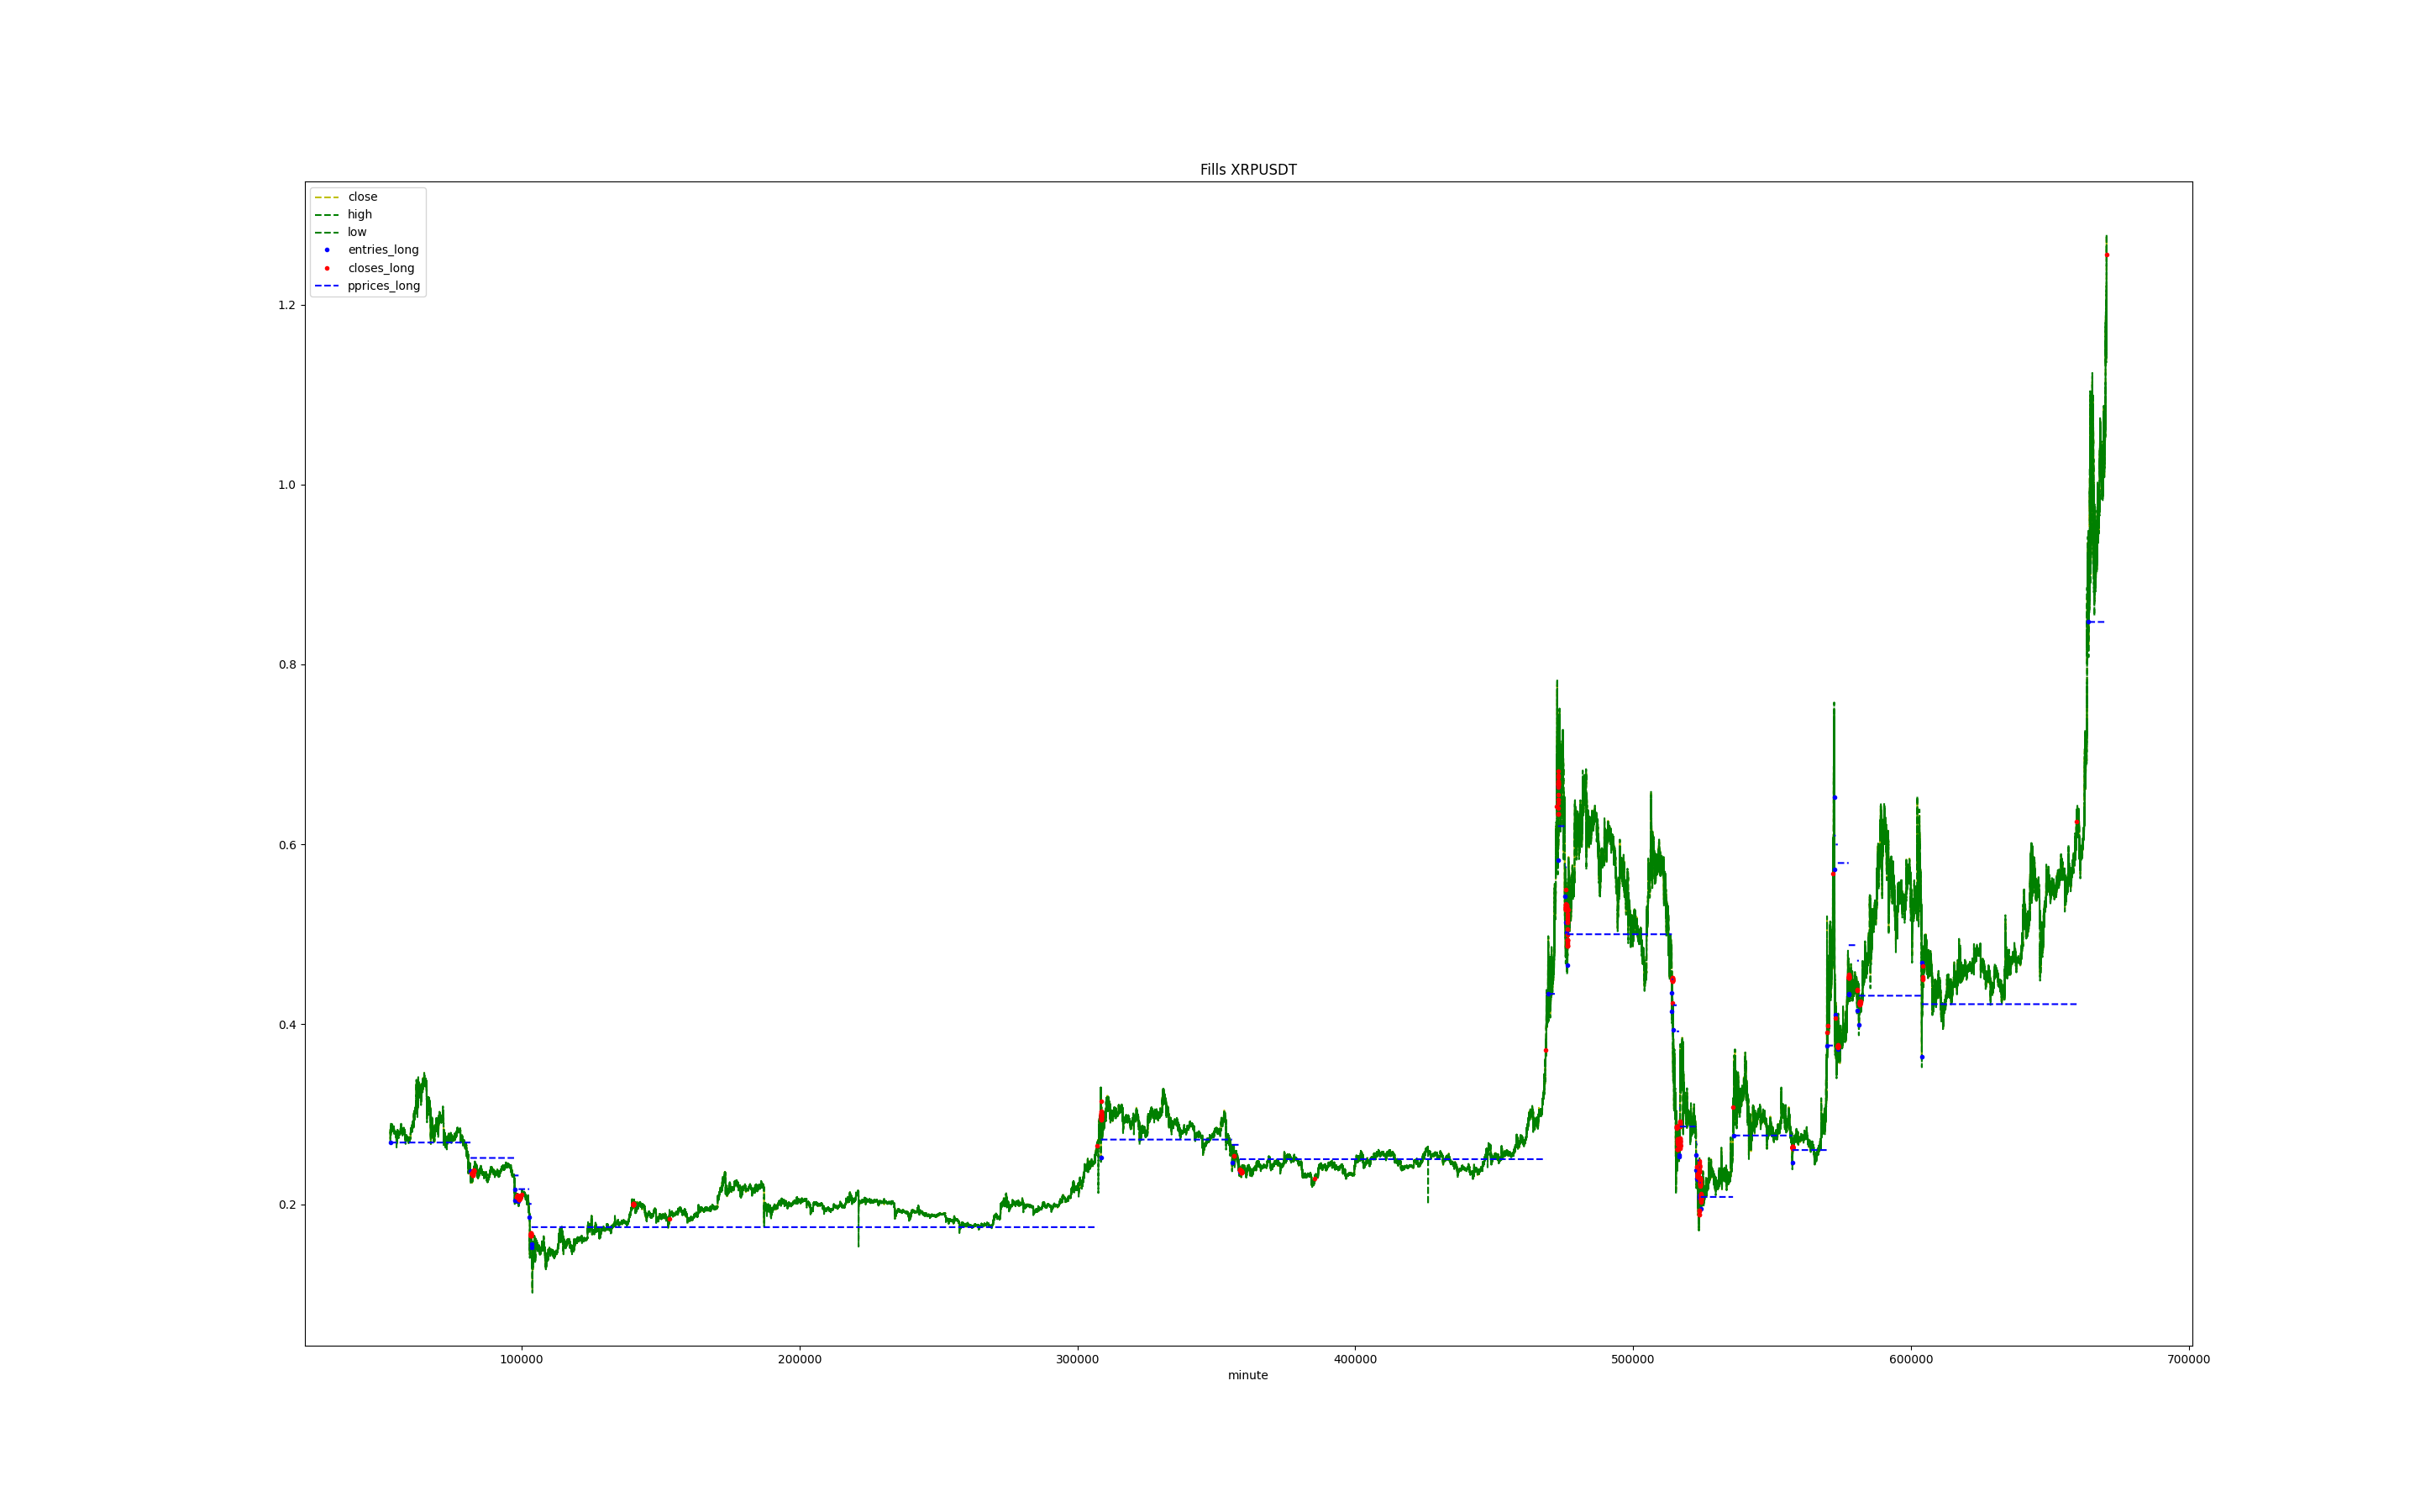 Fills XRPUSDT
close
high
low
entries_long
closes_long
pprices_long
1.2
1.0
0.8
0.6
0.4
0.2
100000 200000 300000 400000 500000 600000 700000
minute